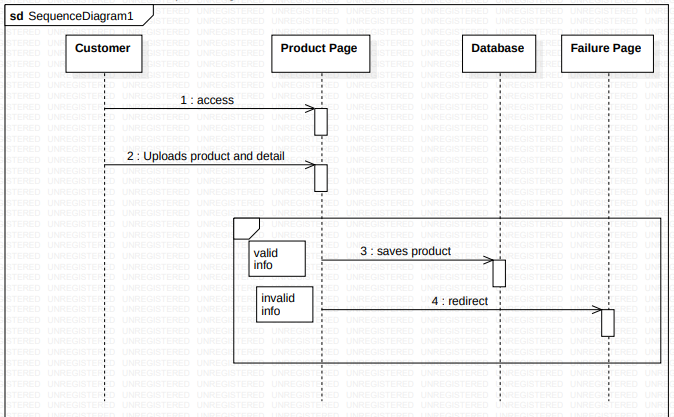 sd SequenceDiagram1
Customer
Product Page
Database
Failure Page
1 : access
2 : Uploads product and detail
3 : saves product
valid
info
4 : redirect
invalid
info
UNREGISTERED